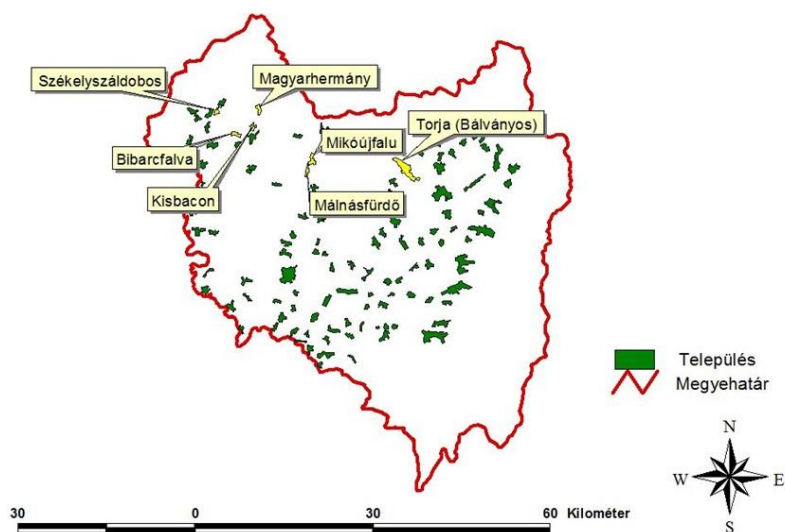 Székelyszáldobos
Magyarhermány
Mikóújfalu
Torja (Bálványos)
Bibarcfalva
Kisbacon
Málnásfürdő
Település
Megyehatár
N
W
E
S
30
0
30
60
Kilométer